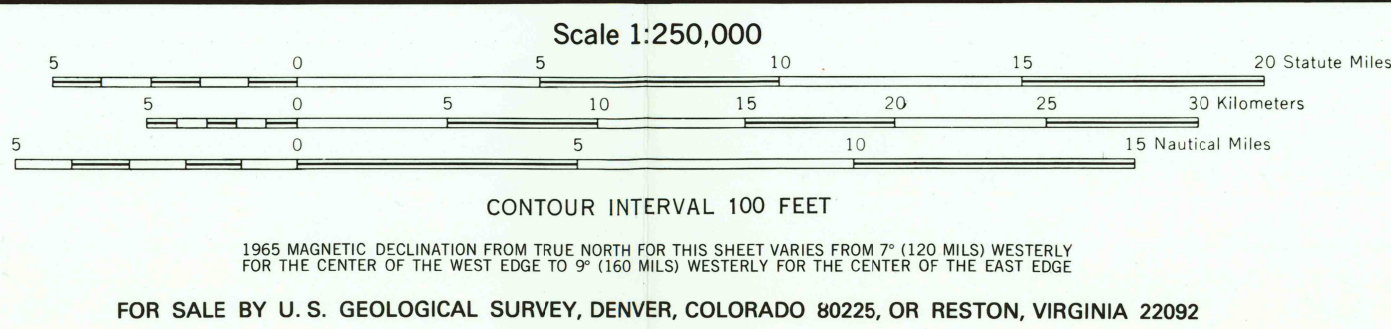 Scale 1:250,000
5 0 5 10 15 20 Statute Miles
5 0 5 10 15 20 25 30 Kilometers
5 0 5 10 15 Nautical Miles
CONTOUR INTERVAL 100 FEET
1965 MAGNETIC DECLINATION FROM TRUE NORTH FOR THIS SHEET VARIES FROM 7° (120 MILS) WESTERLY
FOR THE CENTER OF THE WEST EDGE TO 9° (160 MILS) WESTERLY FOR THE CENTER OF THE EAST EDGE
FOR SALE BY U. S. GEOLOGICAL SURVEY, DENVER, COLORADO 80225, OR RESTON, VIRGINIA 22092